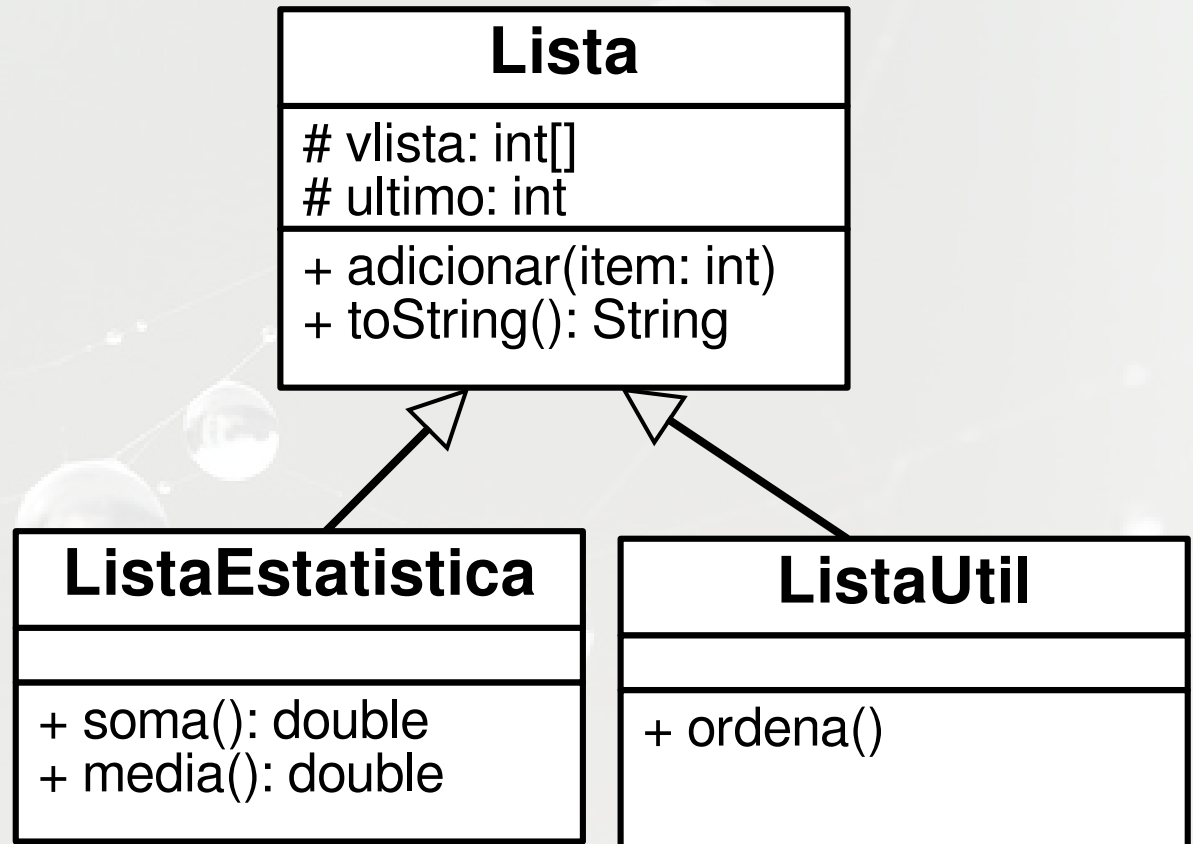 Lista
# vlista: int[]
# ultimo: int
+ adicionar(item: int)
+ toString(): String
ListaEstatistica
+ soma(): double
+ media(): double
ListaUtil
+ ordena()